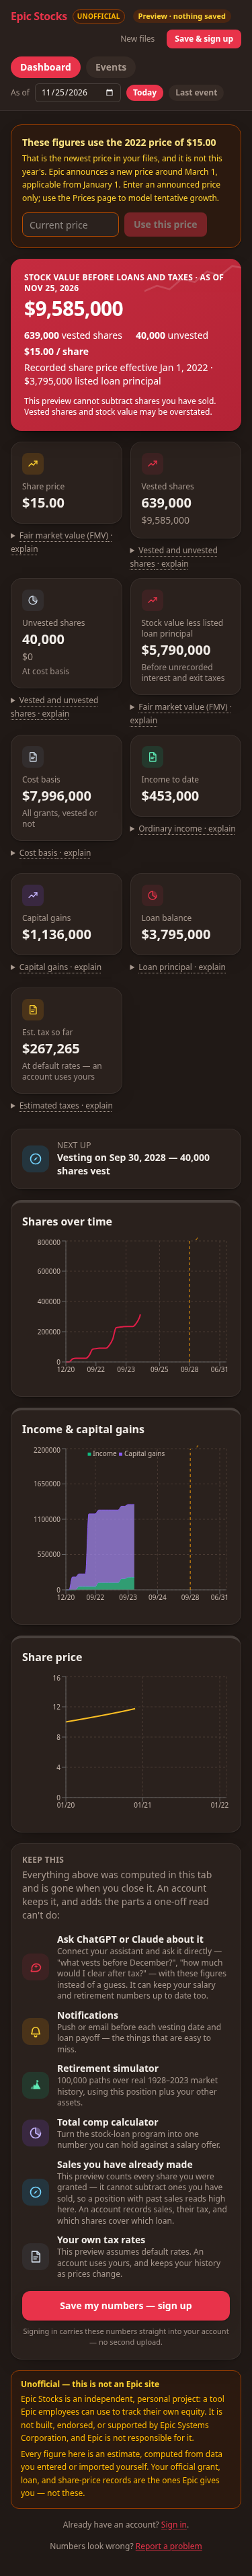 Epic Stocks UNOFFICIAL Preview · nothing saved
New files Save & sign up
Dashboard Events
As of 11/25/2026 Today Last event
These figures use the 2022 price of $15.00
That is the newest price in your files, and it is not this
year's. Epic announces a new price around March 1,
applicable from January 1. Enter an announced price
only; use the Prices page to model tentative growth.
Current price Use this price
STOCK VALUE BEFORE LOANS AND TAXES · AS OF
NOV 25, 2026
$9,585,000
639,000 vested shares 40,000 unvested
$15.00 / share
Recorded share price effective Jan 1, 2022 ·
$3,795,000 listed loan principal
This preview cannot subtract shares you have sold.
Vested shares and stock value may be overstated.
Share price
$15.00
▸ Fair market value (FMV) ·
explain
Vested shares
639,000
$9,585,000
▸ Vested and unvested
shares · explain
Unvested shares
40,000
$0
At cost basis
▸ Vested and unvested
shares · explain
Stock value less listed
loan principal
$5,790,000
Before unrecorded
interest and exit taxes
▸ Fair market value (FMV) ·
explain
Cost basis
$7,996,000
All grants, vested or
not
▸ Cost basis · explain
Income to date
$453,000
▸ Ordinary income · explain
Capital gains
$1,136,000
▸ Capital gains · explain
Loan balance
$3,795,000
▸ Loan principal · explain
Est. tax so far
$267,265
At default rates — an
account uses yours
▸ Estimated taxes · explain
NEXT UP
Vesting on Sep 30, 2028 — 40,000
shares vest
Shares over time
800000
600000
400000
200000
0
12/20 09/22 09/23 09/25 09/28 06/31
Income & capital gains
Income Capital gains
2200000
1650000
1100000
550000
0
12/20 09/22 09/23 09/24 09/28 06/31
Share price
16
12
8
4
0
01/20 01/21 01/22
KEEP THIS
Everything above was computed in this tab
and is gone when you close it. An account
keeps it, and adds the parts a one-off read
can't do:
Ask ChatGPT or Claude about it
Connect your assistant and ask it directly —
"what vests before December?", "how much
would I clear after tax?" — with these figures
instead of a guess. It can keep your salary
and retirement numbers up to date too.
Notifications
Push or email before each vesting date and
loan payoff — the things that are easy to
miss.
Retirement simulator
100,000 paths over real 1928–2023 market
history, using this position plus your other
assets.
Total comp calculator
Turn the stock-loan program into one
number you can hold against a salary offer.
Sales you have already made
This preview counts every share you were
granted — it cannot subtract ones you have
sold, so a position with past sales reads high
here. An account records sales, their tax, and
which shares cover which loan.
Your own tax rates
This preview assumes default rates. An
account uses yours, and keeps your history
as prices change.
Save my numbers — sign up
Signing in carries these numbers straight into your account
— no second upload.
Unofficial — this is not an Epic site
Epic Stocks is an independent, personal project: a tool
Epic employees can use to track their own equity. It is
not built, endorsed, or supported by Epic Systems
Corporation, and Epic is not responsible for it.
Every figure here is an estimate, computed from data
you entered or imported yourself. Your official grant,
loan, and share-price records are the ones Epic gives
you — not these.
Already have an account? Sign in.
Numbers look wrong? Report a problem